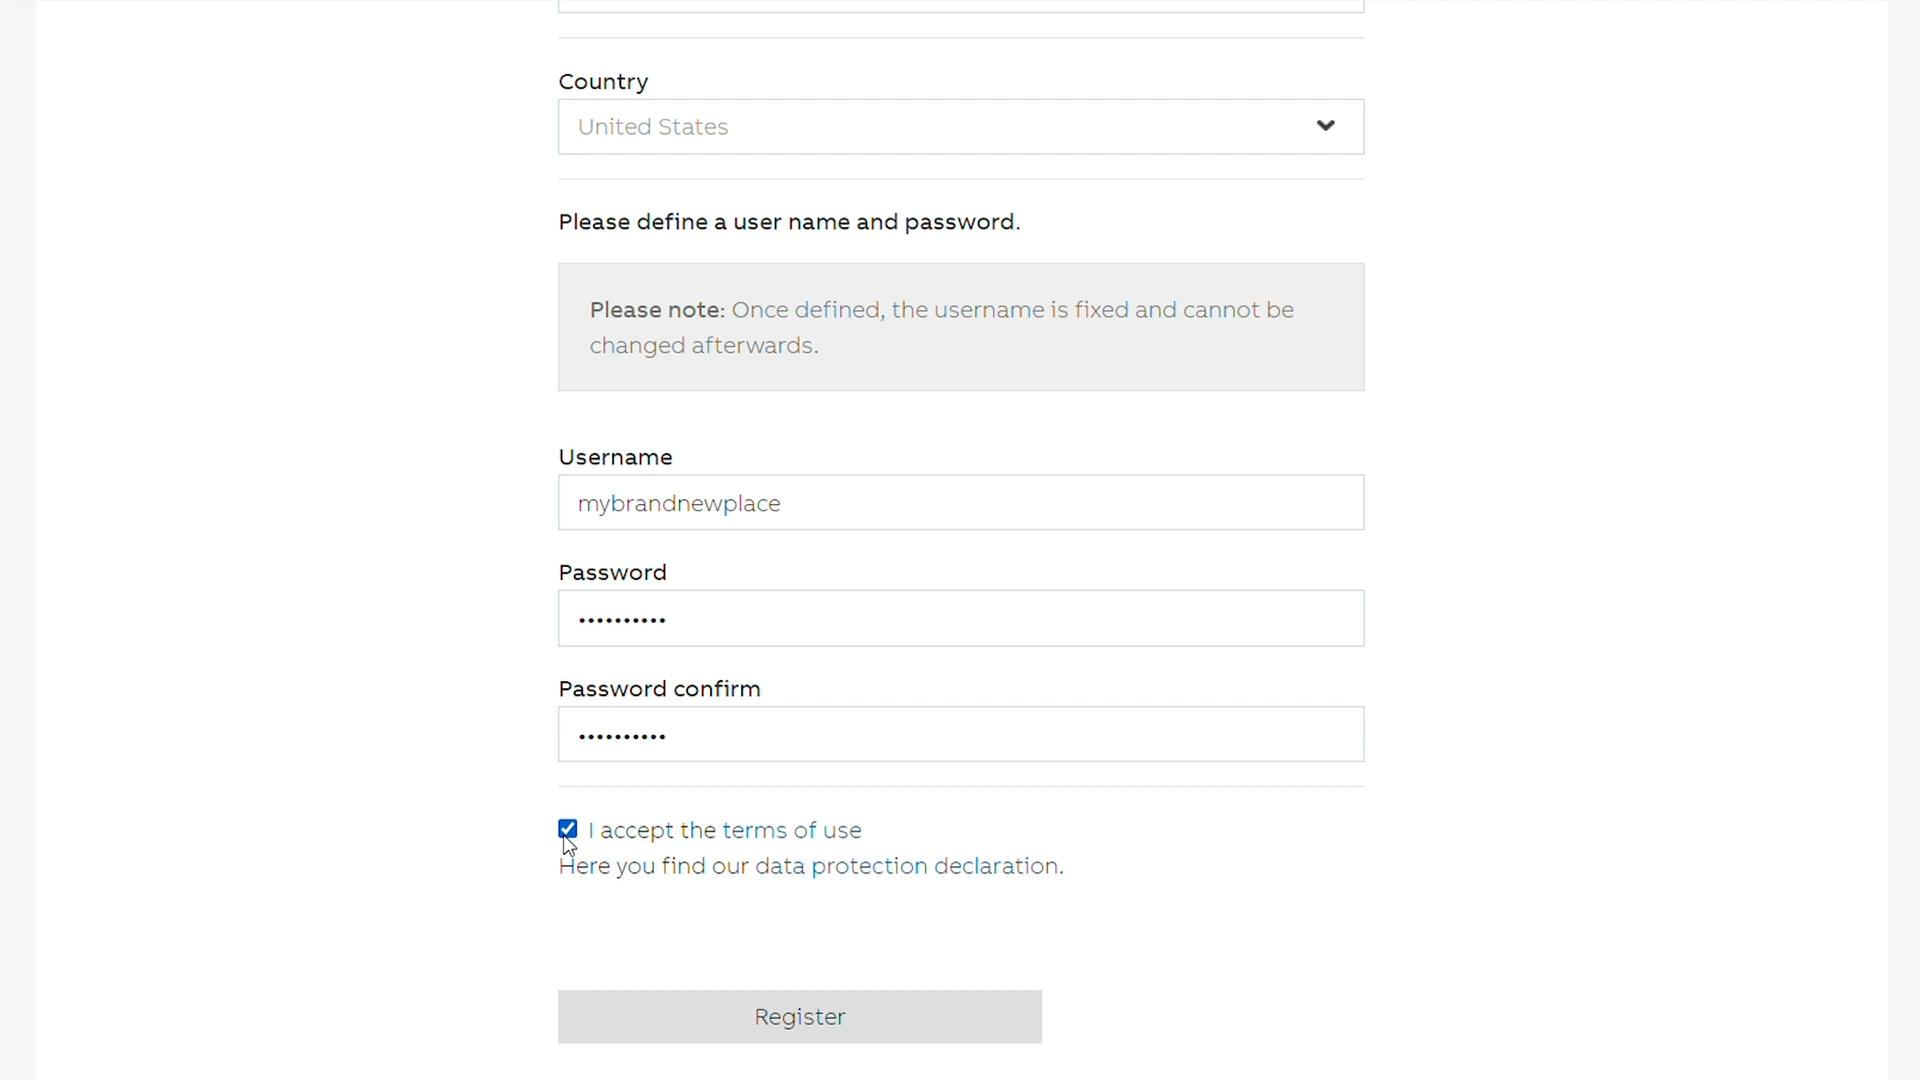 Country
United States
Please define a user name and password.
Please note: Once defined, the username is fixed and cannot be
changed afterwards.
Username
mybrandnewplace
Password
••••••••••
Password confirm
••••••••••
I accept the terms of use
Here you find our data protection declaration.
Register